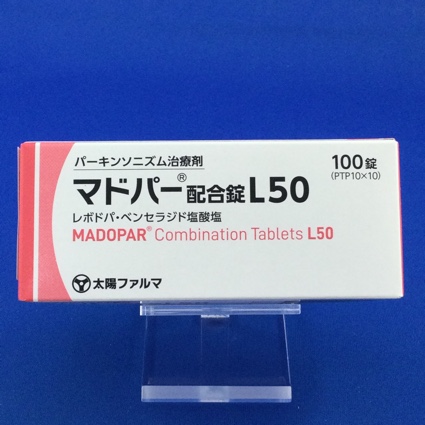 パーキンソニズム治療剤
マドパー®配合錠L50
100錠
(PTP10×10)
レボドパ・ベンセラジド塩酸塩
MADOPAR® Combination Tablets L50
太陽ファルマ